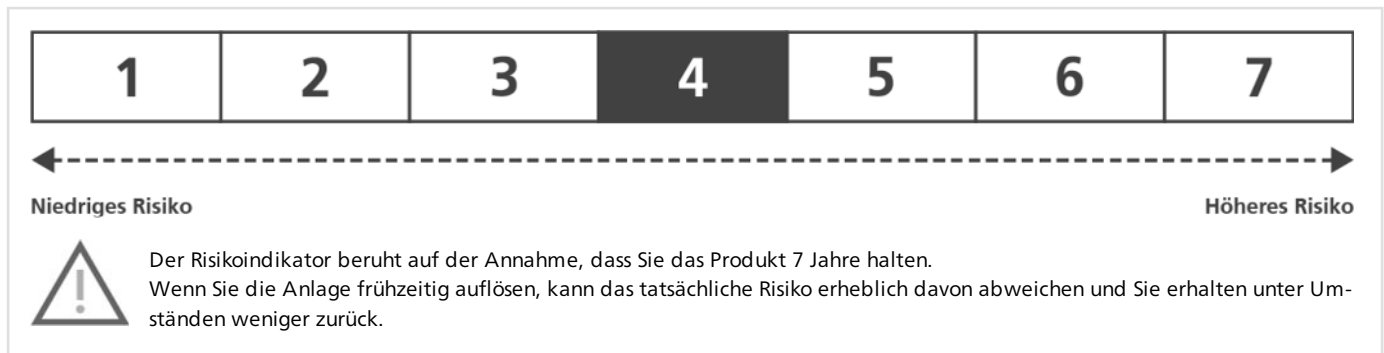 1 2 3 4 5 6 7
Niedriges Risiko Höheres Risiko
Der Risikoindikator beruht auf der Annahme, dass Sie das Produkt 7 Jahre halten.
Wenn Sie die Anlage frühzeitig auflösen, kann das tatsächliche Risiko erheblich davon abweichen und Sie erhalten unter Um-
ständen weniger zurück.